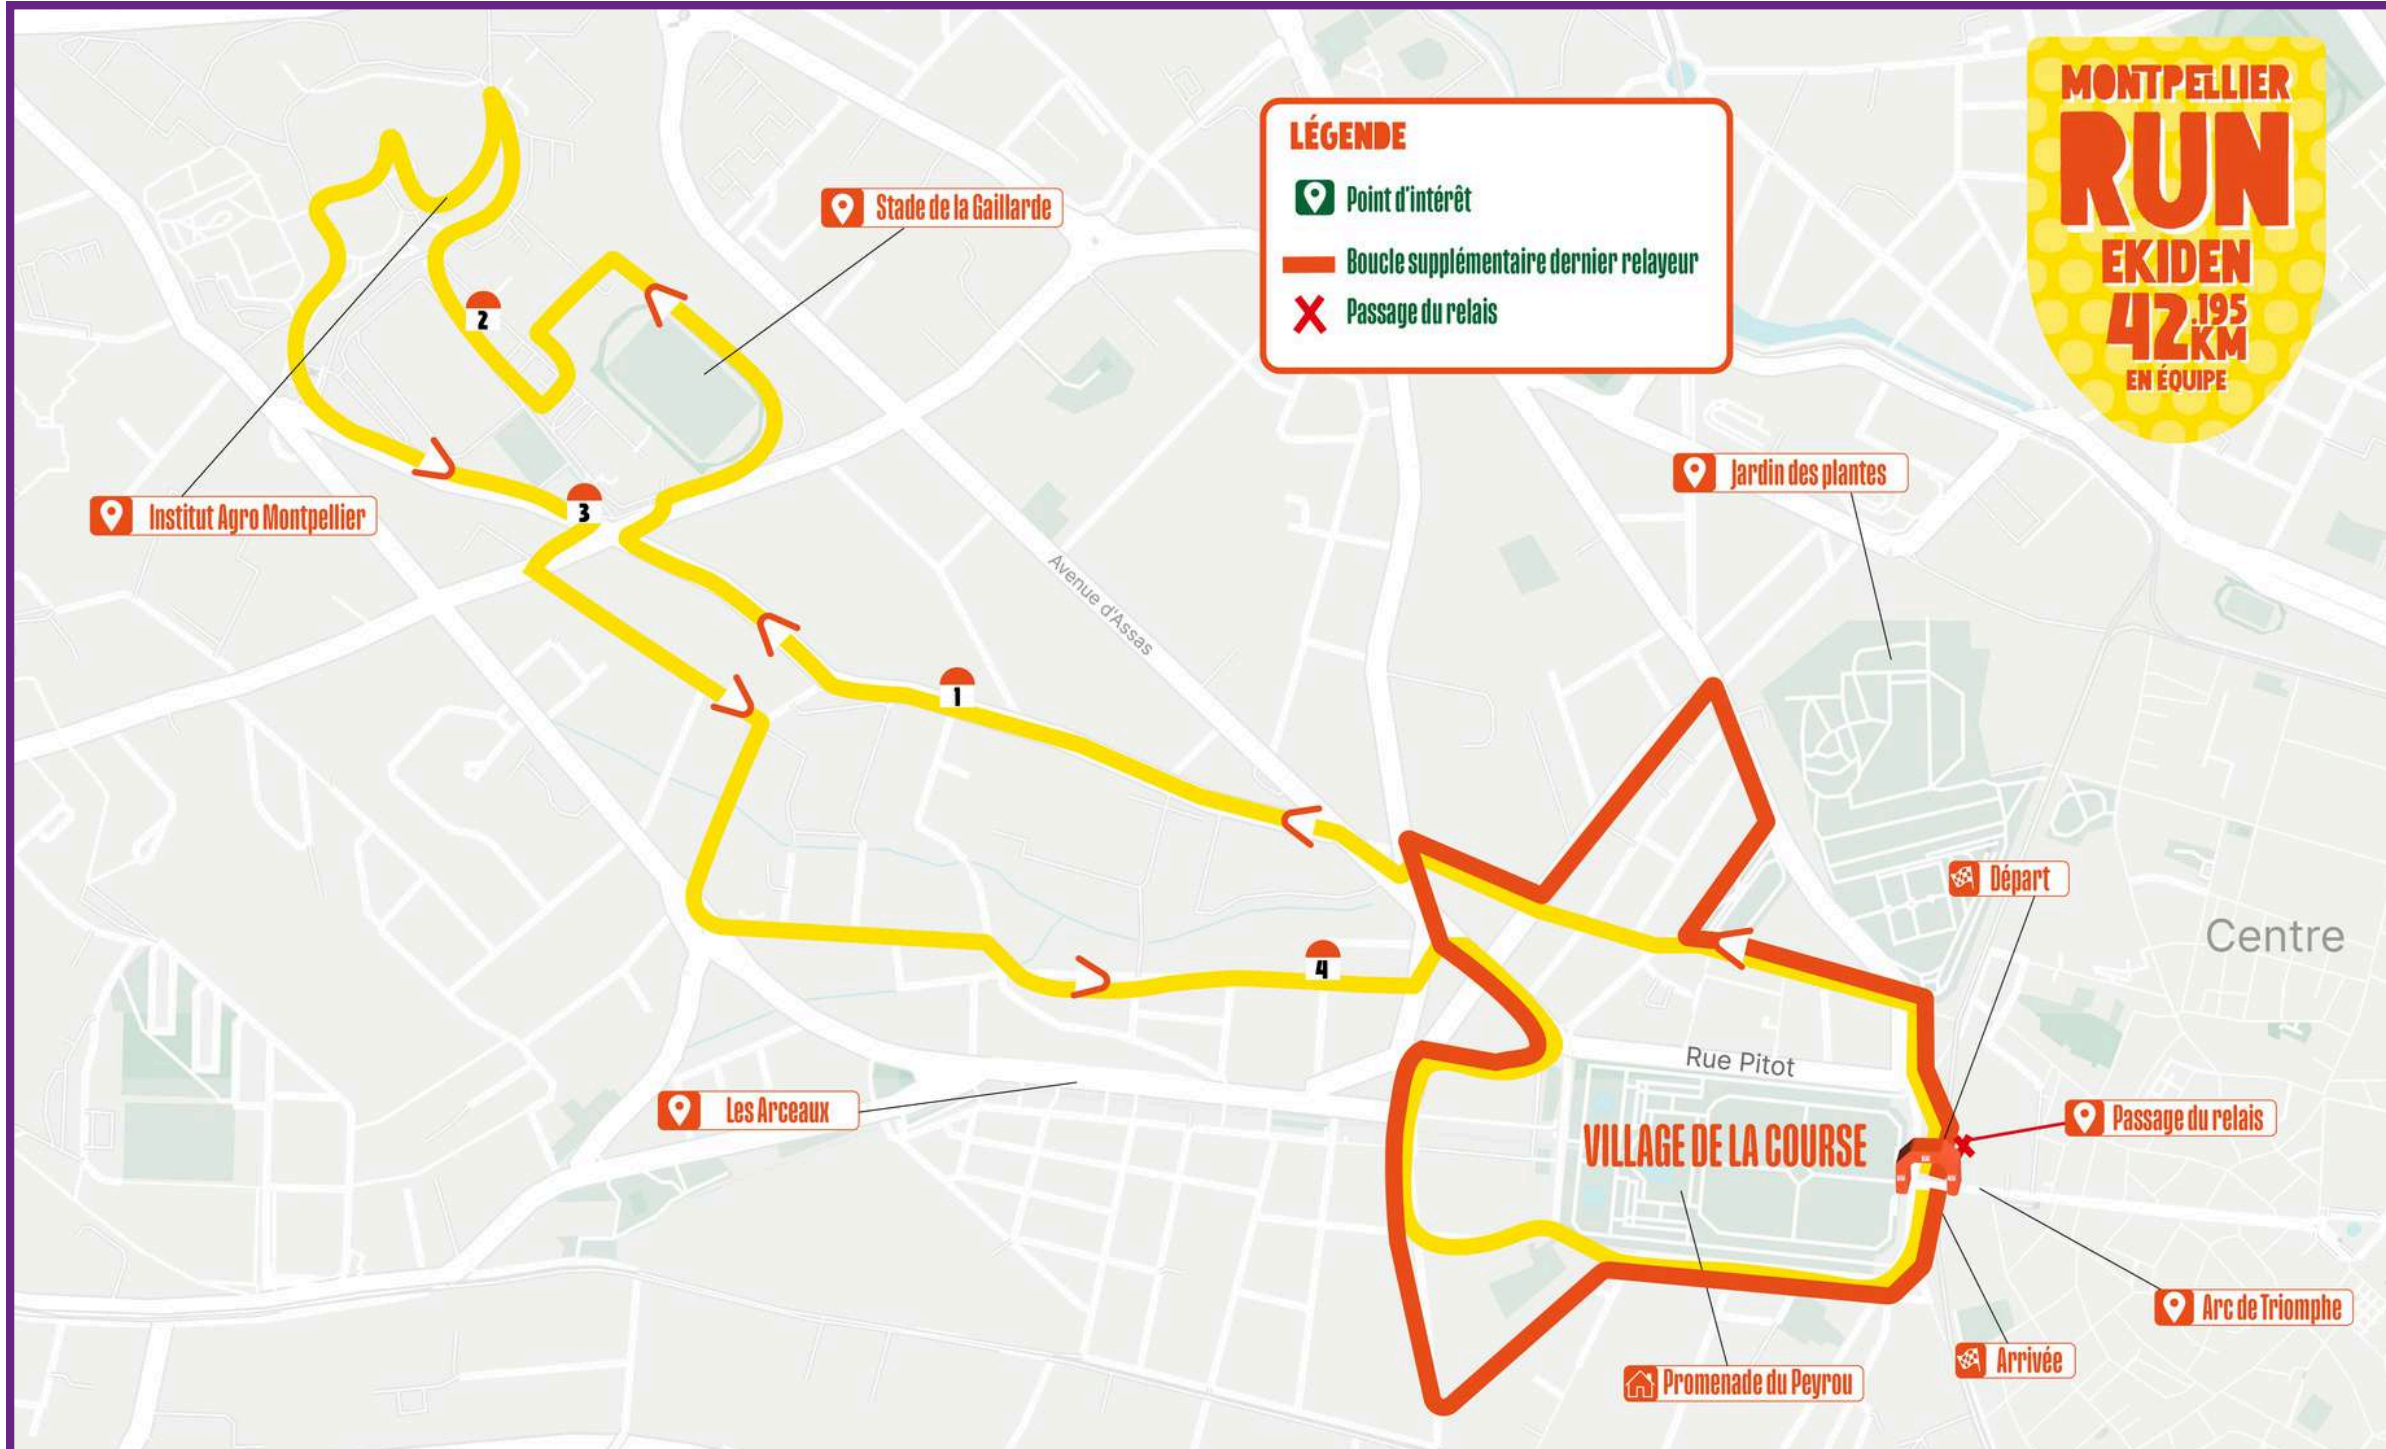 MONTPELLIER
RUN
EKIDEN
42.195
KM
EN ÉQUIPE
LÉGENDE
Point d'intérêt
Boucle supplémentaire dernier relayeur
Passage du relais
Stade de la Gaillarde
2
Institut Agro Montpellier
3
Jardin des plantes
Avenue d'Assas
1
Départ
Centre
4
Rue Pitot
Les Arceaux
Passage du relais
VILLAGE DE LA COURSE
Arc de Triomphe
Arrivée
Promenade du Peyrou